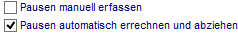 Pausen manuell erfassen
Pausen automatisch errechnen und abziehen